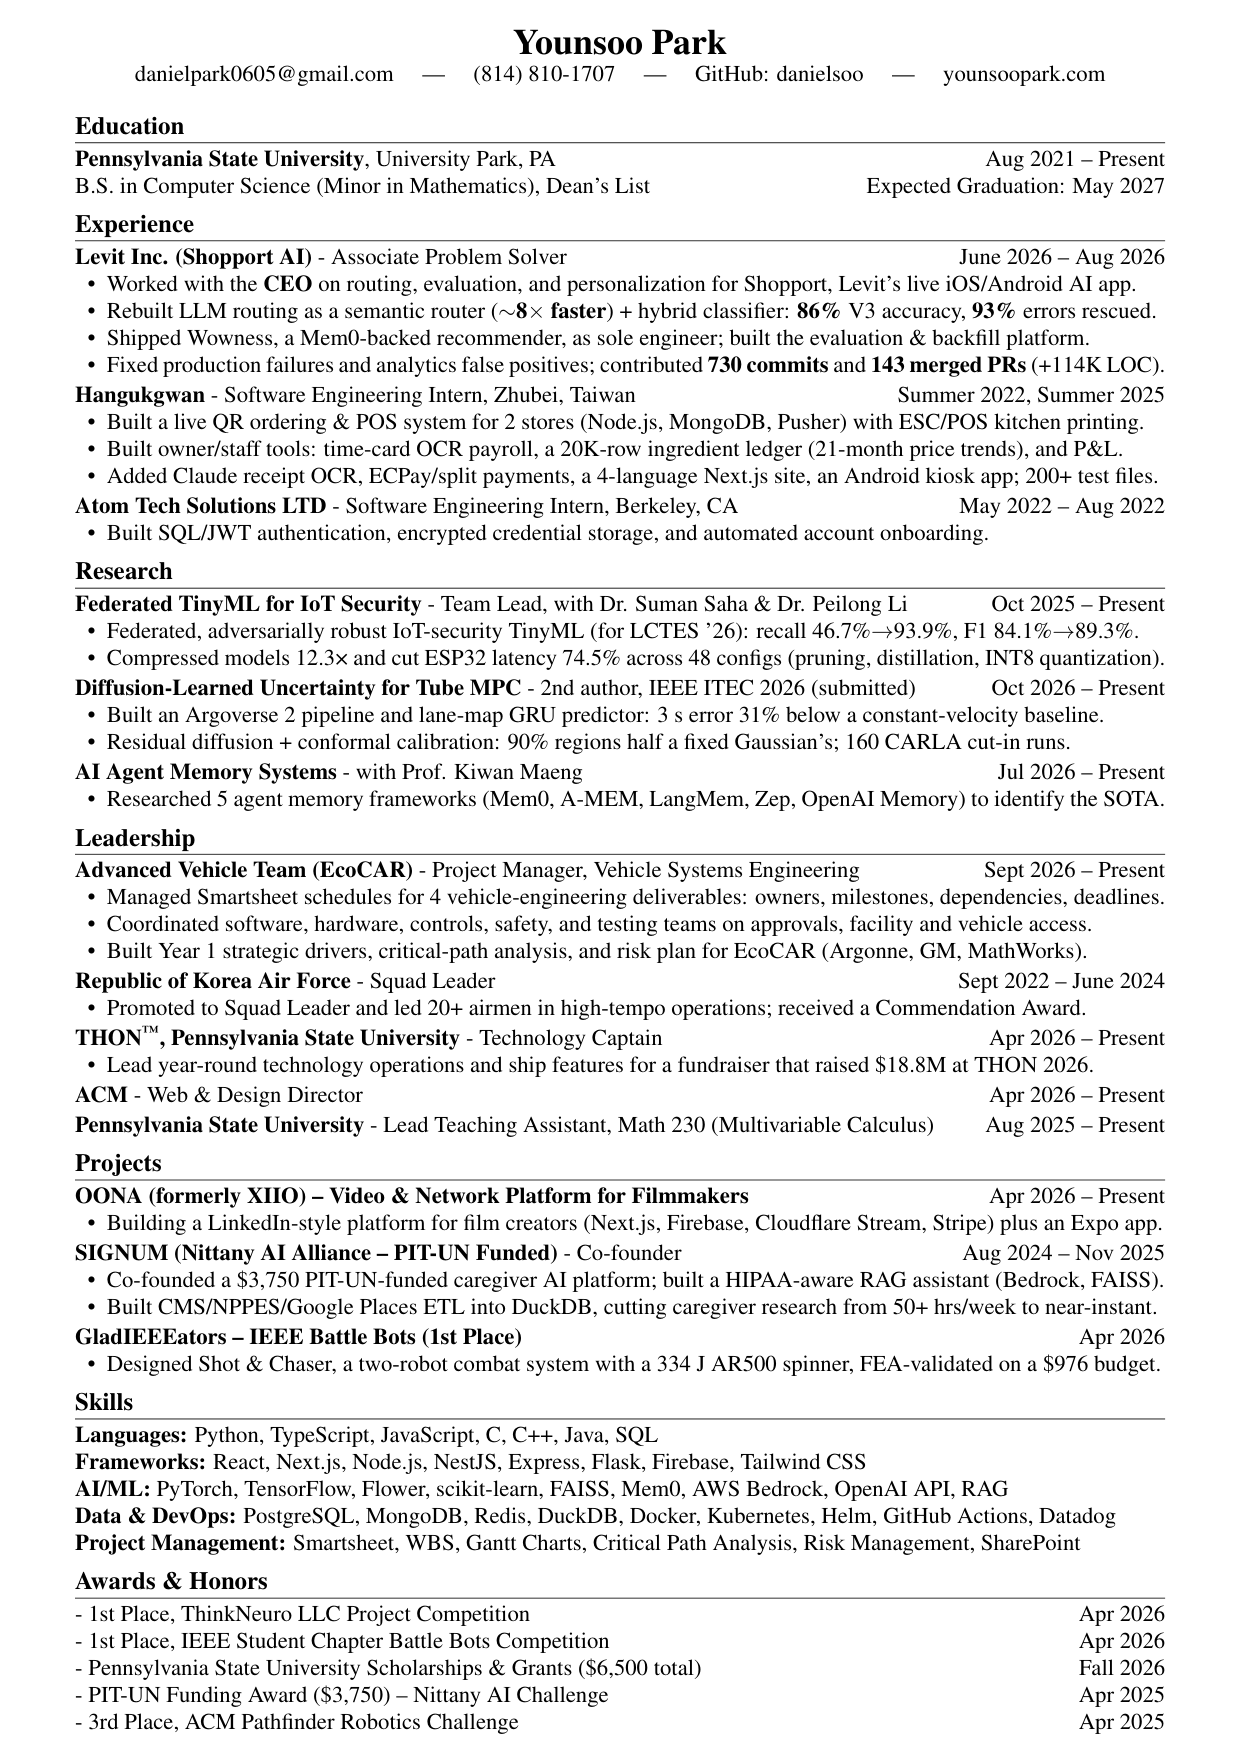 Younsoo Park
danielpark0605@gmail.com — (814) 810-1707 — GitHub: danielsoo — younsoopark.com
Education
Pennsylvania State University, University Park, PA Aug 2021 – Present
B.S. in Computer Science (Minor in Mathematics), Dean's List Expected Graduation: May 2027
Experience
Levit Inc. (Shopport AI) - Associate Problem Solver June 2026 – Aug 2026
• Worked with the CEO on routing, evaluation, and personalization for Shopport, Levit's live iOS/Android AI app.
• Rebuilt LLM routing as a semantic router (∼8× faster) + hybrid classifier: 86% V3 accuracy, 93% errors rescued.
• Shipped Wowness, a Mem0-backed recommender, as sole engineer; built the evaluation & backfill platform.
• Fixed production failures and analytics false positives; contributed 730 commits and 143 merged PRs (+114K LOC).
Hangukgwan - Software Engineering Intern, Zhubei, Taiwan Summer 2022, Summer 2025
• Built a live QR ordering & POS system for 2 stores (Node.js, MongoDB, Pusher) with ESC/POS kitchen printing.
• Built owner/staff tools: time-card OCR payroll, a 20K-row ingredient ledger (21-month price trends), and P&L.
• Added Claude receipt OCR, ECPay/split payments, a 4-language Next.js site, an Android kiosk app; 200+ test files.
Atom Tech Solutions LTD - Software Engineering Intern, Berkeley, CA May 2022 – Aug 2022
• Built SQL/JWT authentication, encrypted credential storage, and automated account onboarding.
Research
Federated TinyML for IoT Security - Team Lead, with Dr. Suman Saha & Dr. Peilong Li Oct 2025 – Present
• Federated, adversarially robust IoT-security TinyML (for LCTES '26): recall 46.7%→93.9%, F1 84.1%→89.3%.
• Compressed models 12.3× and cut ESP32 latency 74.5% across 48 configs (pruning, distillation, INT8 quantization).
Diffusion-Learned Uncertainty for Tube MPC - 2nd author, IEEE ITEC 2026 (submitted) Oct 2026 – Present
• Built an Argoverse 2 pipeline and lane-map GRU predictor: 3 s error 31% below a constant-velocity baseline.
• Residual diffusion + conformal calibration: 90% regions half a fixed Gaussian's; 160 CARLA cut-in runs.
AI Agent Memory Systems - with Prof. Kiwan Maeng Jul 2026 – Present
• Researched 5 agent memory frameworks (Mem0, A-MEM, LangMem, Zep, OpenAI Memory) to identify the SOTA.
Leadership
Advanced Vehicle Team (EcoCAR) - Project Manager, Vehicle Systems Engineering Sept 2026 – Present
• Managed Smartsheet schedules for 4 vehicle-engineering deliverables: owners, milestones, dependencies, deadlines.
• Coordinated software, hardware, controls, safety, and testing teams on approvals, facility and vehicle access.
• Built Year 1 strategic drivers, critical-path analysis, and risk plan for EcoCAR (Argonne, GM, MathWorks).
Republic of Korea Air Force - Squad Leader Sept 2022 – June 2024
• Promoted to Squad Leader and led 20+ airmen in high-tempo operations; received a Commendation Award.
THON™, Pennsylvania State University - Technology Captain Apr 2026 – Present
• Lead year-round technology operations and ship features for a fundraiser that raised $18.8M at THON 2026.
ACM - Web & Design Director Apr 2026 – Present
Pennsylvania State University - Lead Teaching Assistant, Math 230 (Multivariable Calculus) Aug 2025 – Present
Projects
OONA (formerly XIIO) – Video & Network Platform for Filmmakers Apr 2026 – Present
• Building a LinkedIn-style platform for film creators (Next.js, Firebase, Cloudflare Stream, Stripe) plus an Expo app.
SIGNUM (Nittany AI Alliance – PIT-UN Funded) - Co-founder Aug 2024 – Nov 2025
• Co-founded a $3,750 PIT-UN-funded caregiver AI platform; built a HIPAA-aware RAG assistant (Bedrock, FAISS).
• Built CMS/NPPES/Google Places ETL into DuckDB, cutting caregiver research from 50+ hrs/week to near-instant.
GladIEEEators – IEEE Battle Bots (1st Place) Apr 2026
• Designed Shot & Chaser, a two-robot combat system with a 334 J AR500 spinner, FEA-validated on a $976 budget.
Skills
Languages: Python, TypeScript, JavaScript, C, C++, Java, SQL
Frameworks: React, Next.js, Node.js, NestJS, Express, Flask, Firebase, Tailwind CSS
AI/ML: PyTorch, TensorFlow, Flower, scikit-learn, FAISS, Mem0, AWS Bedrock, OpenAI API, RAG
Data & DevOps: PostgreSQL, MongoDB, Redis, DuckDB, Docker, Kubernetes, Helm, GitHub Actions, Datadog
Project Management: Smartsheet, WBS, Gantt Charts, Critical Path Analysis, Risk Management, SharePoint
Awards & Honors
- 1st Place, ThinkNeuro LLC Project Competition Apr 2026
- 1st Place, IEEE Student Chapter Battle Bots Competition Apr 2026
- Pennsylvania State University Scholarships & Grants ($6,500 total) Fall 2026
- PIT-UN Funding Award ($3,750) – Nittany AI Challenge Apr 2025
- 3rd Place, ACM Pathfinder Robotics Challenge Apr 2025